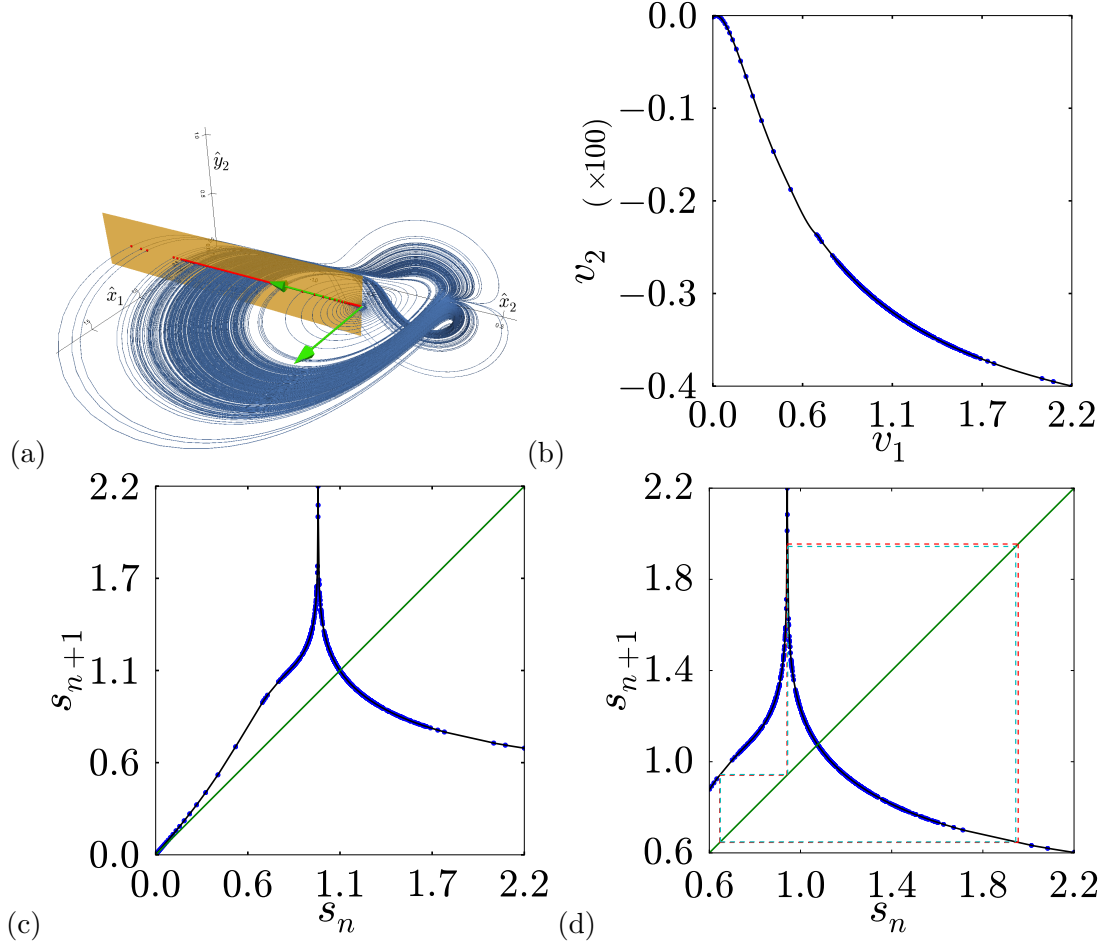 ŷ₂
x̂₁
x̂₂
(a)
0.0
−0.1
−0.2
−0.3
−0.4
v₂ ( ×100)
0.0 0.6 1.1 1.7 2.2
v₁
(b)
2.2
1.7
1.1
0.6
0.0
sₙ₊₁
0.0 0.6 1.1 1.7 2.2
sₙ
(c)
2.2
1.8
1.4
1.0
0.6
sₙ₊₁
0.6 1.0 1.4 1.8 2.2
sₙ
(d)